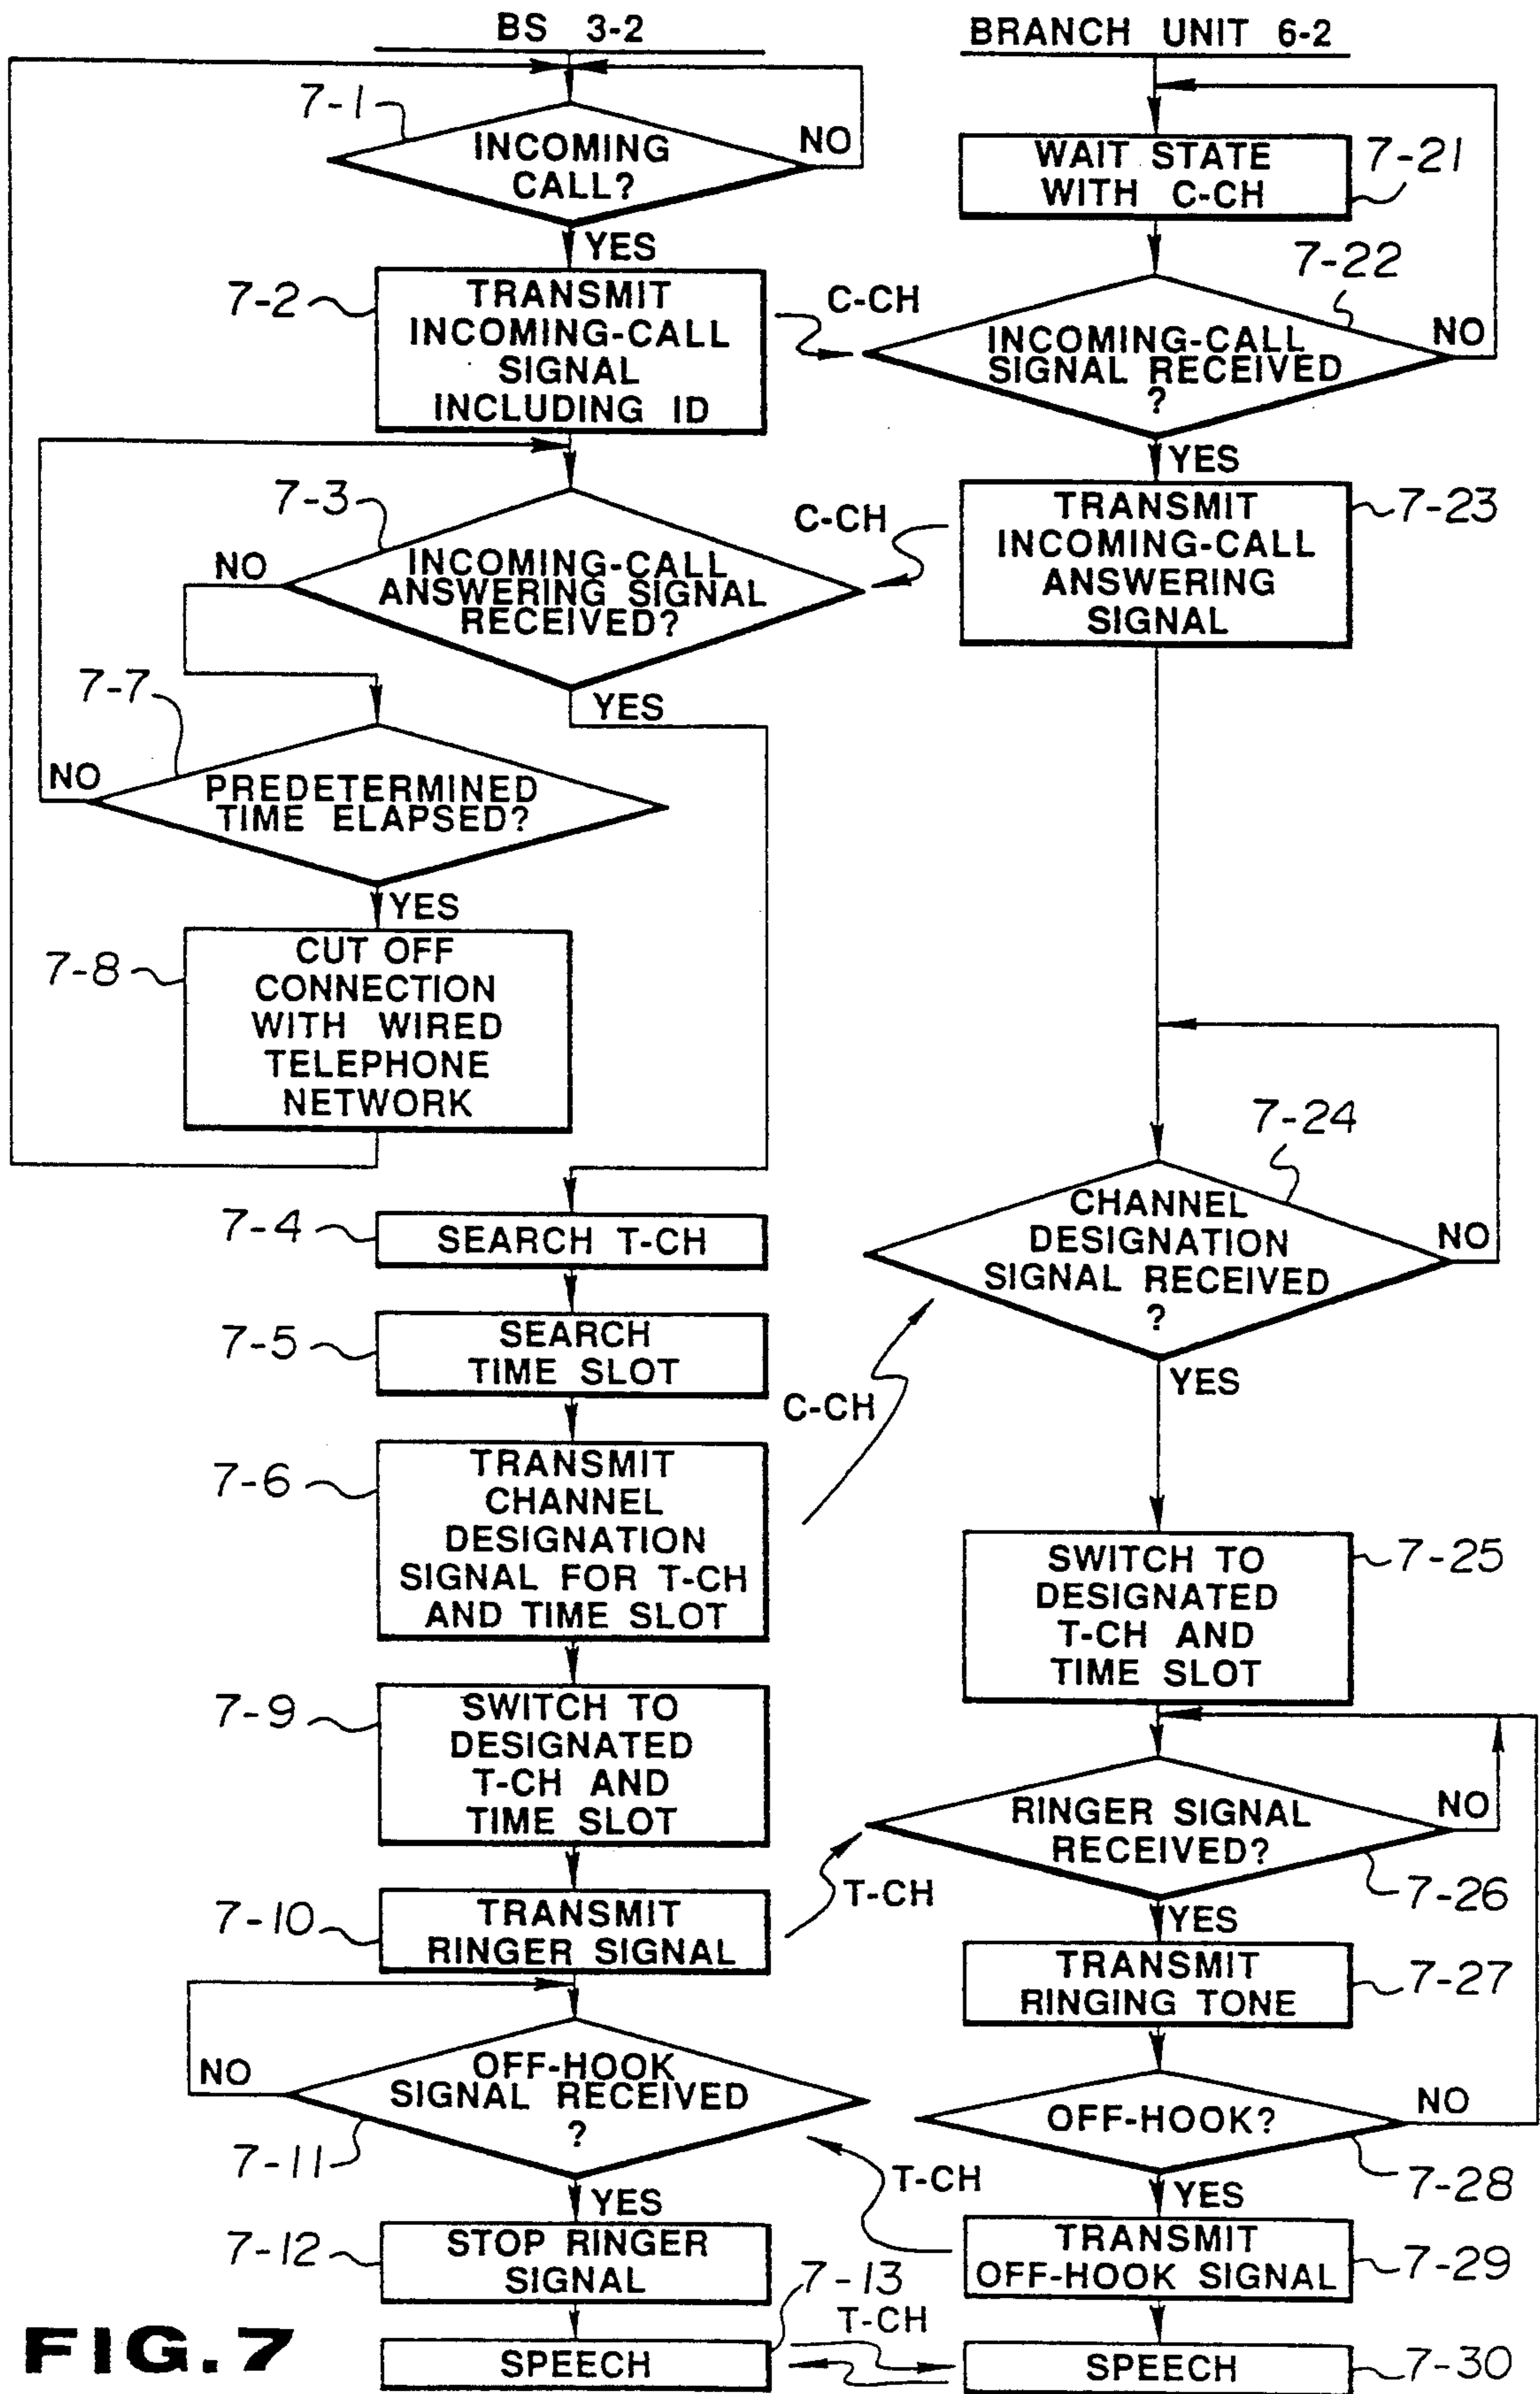 BS 3-2
BRANCH UNIT 6-2
7-1
INCOMING
CALL?
NO
YES
WAIT STATE
WITH C-CH
7-21
7-2
TRANSMIT
INCOMING-CALL
SIGNAL
INCLUDING ID
C-CH
7-22
INCOMING-CALL
SIGNAL RECEIVED
?
NO
YES
7-3
INCOMING-CALL
ANSWERING SIGNAL
RECEIVED?
NO
YES
C-CH
TRANSMIT
INCOMING-CALL
ANSWERING
SIGNAL
7-23
7-7
PREDETERMINED
TIME ELAPSED?
NO
YES
7-8
CUT OFF
CONNECTION
WITH WIRED
TELEPHONE
NETWORK
7-4
SEARCH T-CH
7-24
CHANNEL
DESIGNATION
SIGNAL RECEIVED
?
NO
YES
7-5
SEARCH
TIME SLOT
C-CH
7-6
TRANSMIT
CHANNEL
DESIGNATION
SIGNAL FOR T-CH
AND TIME SLOT
SWITCH TO
DESIGNATED
T-CH AND
TIME SLOT
7-25
7-9
SWITCH TO
DESIGNATED
T-CH AND
TIME SLOT
RINGER SIGNAL
RECEIVED?
NO
7-26
YES
7-10
TRANSMIT
RINGER SIGNAL
T-CH
TRANSMIT
RINGING TONE
7-27
OFF-HOOK
SIGNAL RECEIVED
?
NO
7-11
YES
OFF-HOOK?
NO
7-28
YES
T-CH
7-12
STOP RINGER
SIGNAL
TRANSMIT
OFF-HOOK SIGNAL
7-29
7-13
T-CH
SPEECH
SPEECH
7-30
FIG. 7